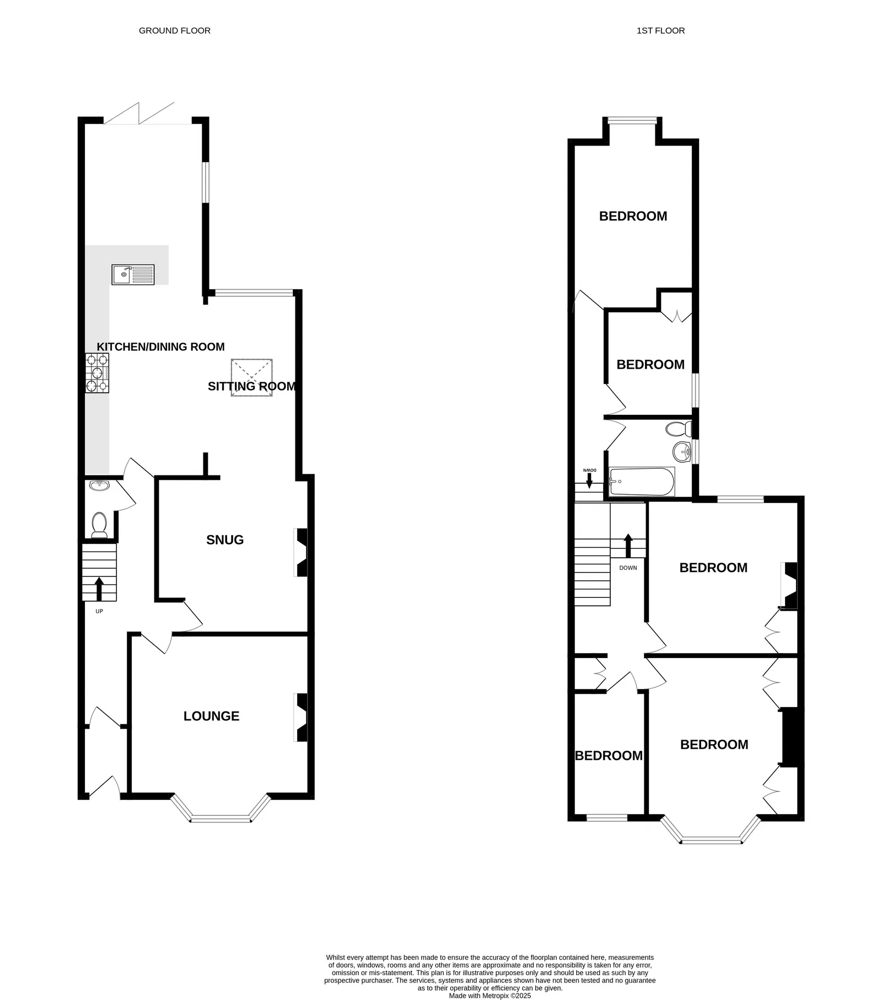 GROUND FLOOR
KITCHEN/DINING ROOM
SITTING ROOM
SNUG
UP
LOUNGE
1ST FLOOR
BEDROOM
BEDROOM
DOWN
BEDROOM
DOWN
BEDROOM
BEDROOM
Whilst every attempt has been made to ensure the accuracy of the floorplan contained here, measurements
of doors, windows, rooms and any other items are approximate and no responsibility is taken for any error,
omission or mis-statement. This plan is for illustrative purposes only and should be used as such by any
prospective purchaser. The services, systems and appliances shown have not been tested and no guarantee
as to their operability or efficiency can be given.
Made with Metropix ©2025